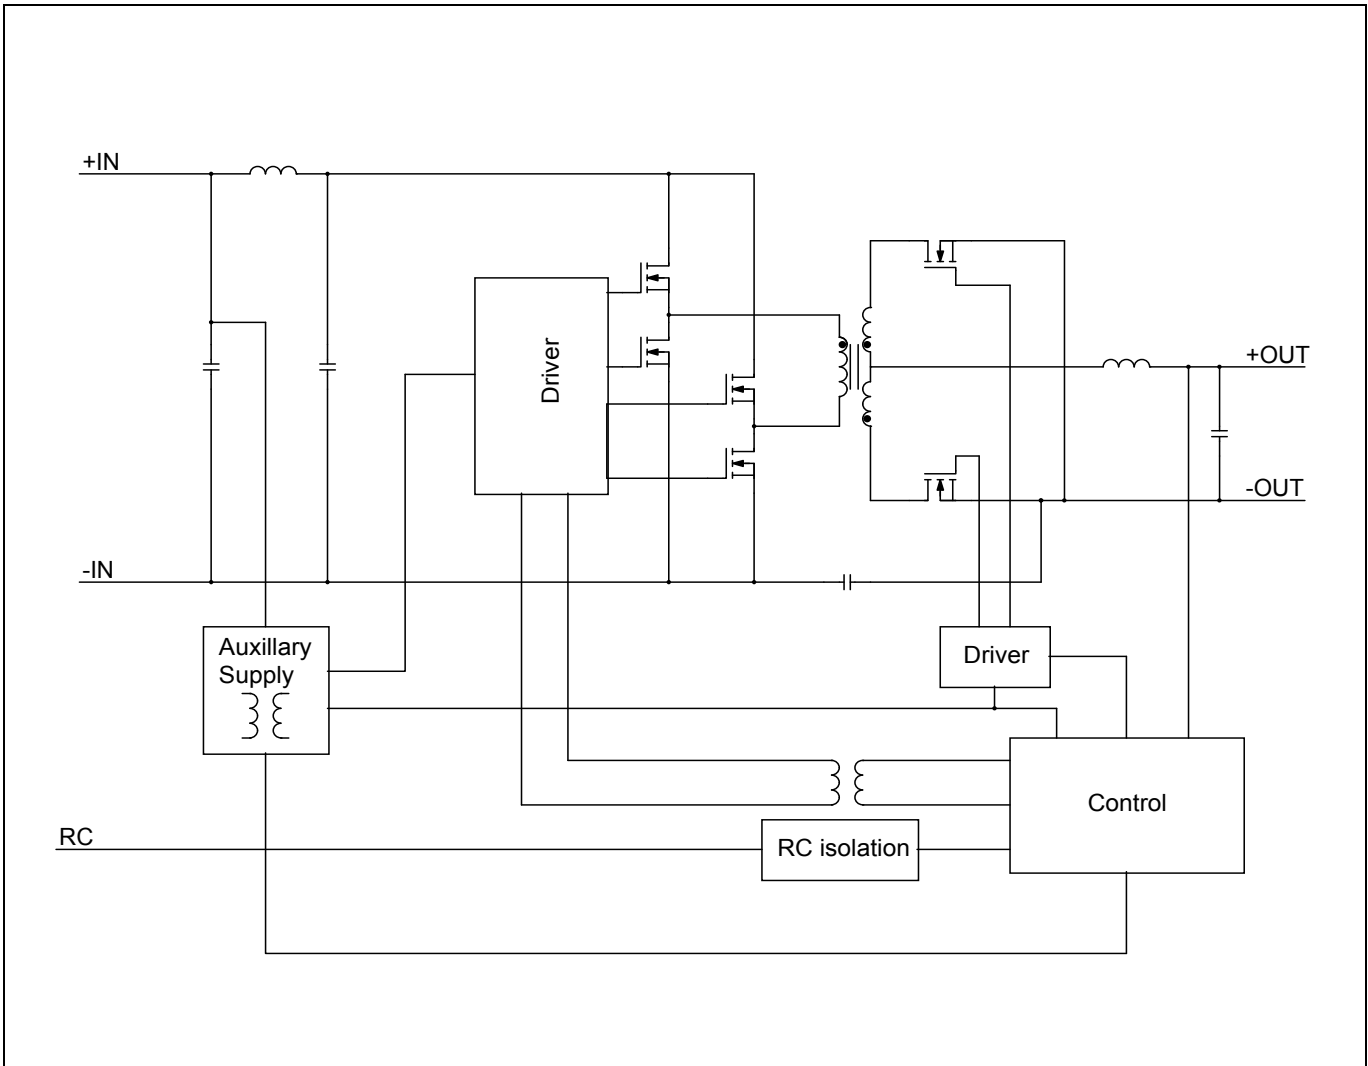 +IN
Driver
+OUT
-OUT
-IN
Auxillary
Supply
Driver
Control
RC
RC isolation